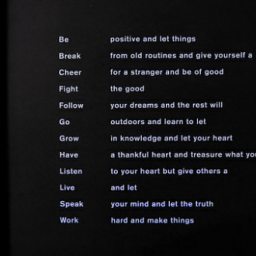 Be positive and let things
Break from old routines and give yourself a
Cheer for a stranger and be of good
Fight the good
Follow your dreams and the rest will
Go outdoors and learn to let
Grow in knowledge and let your heart
Have a thankful heart and treasure what you
Listen to your heart but give others a
Live and let
Speak your mind and let the truth
Work hard and make things